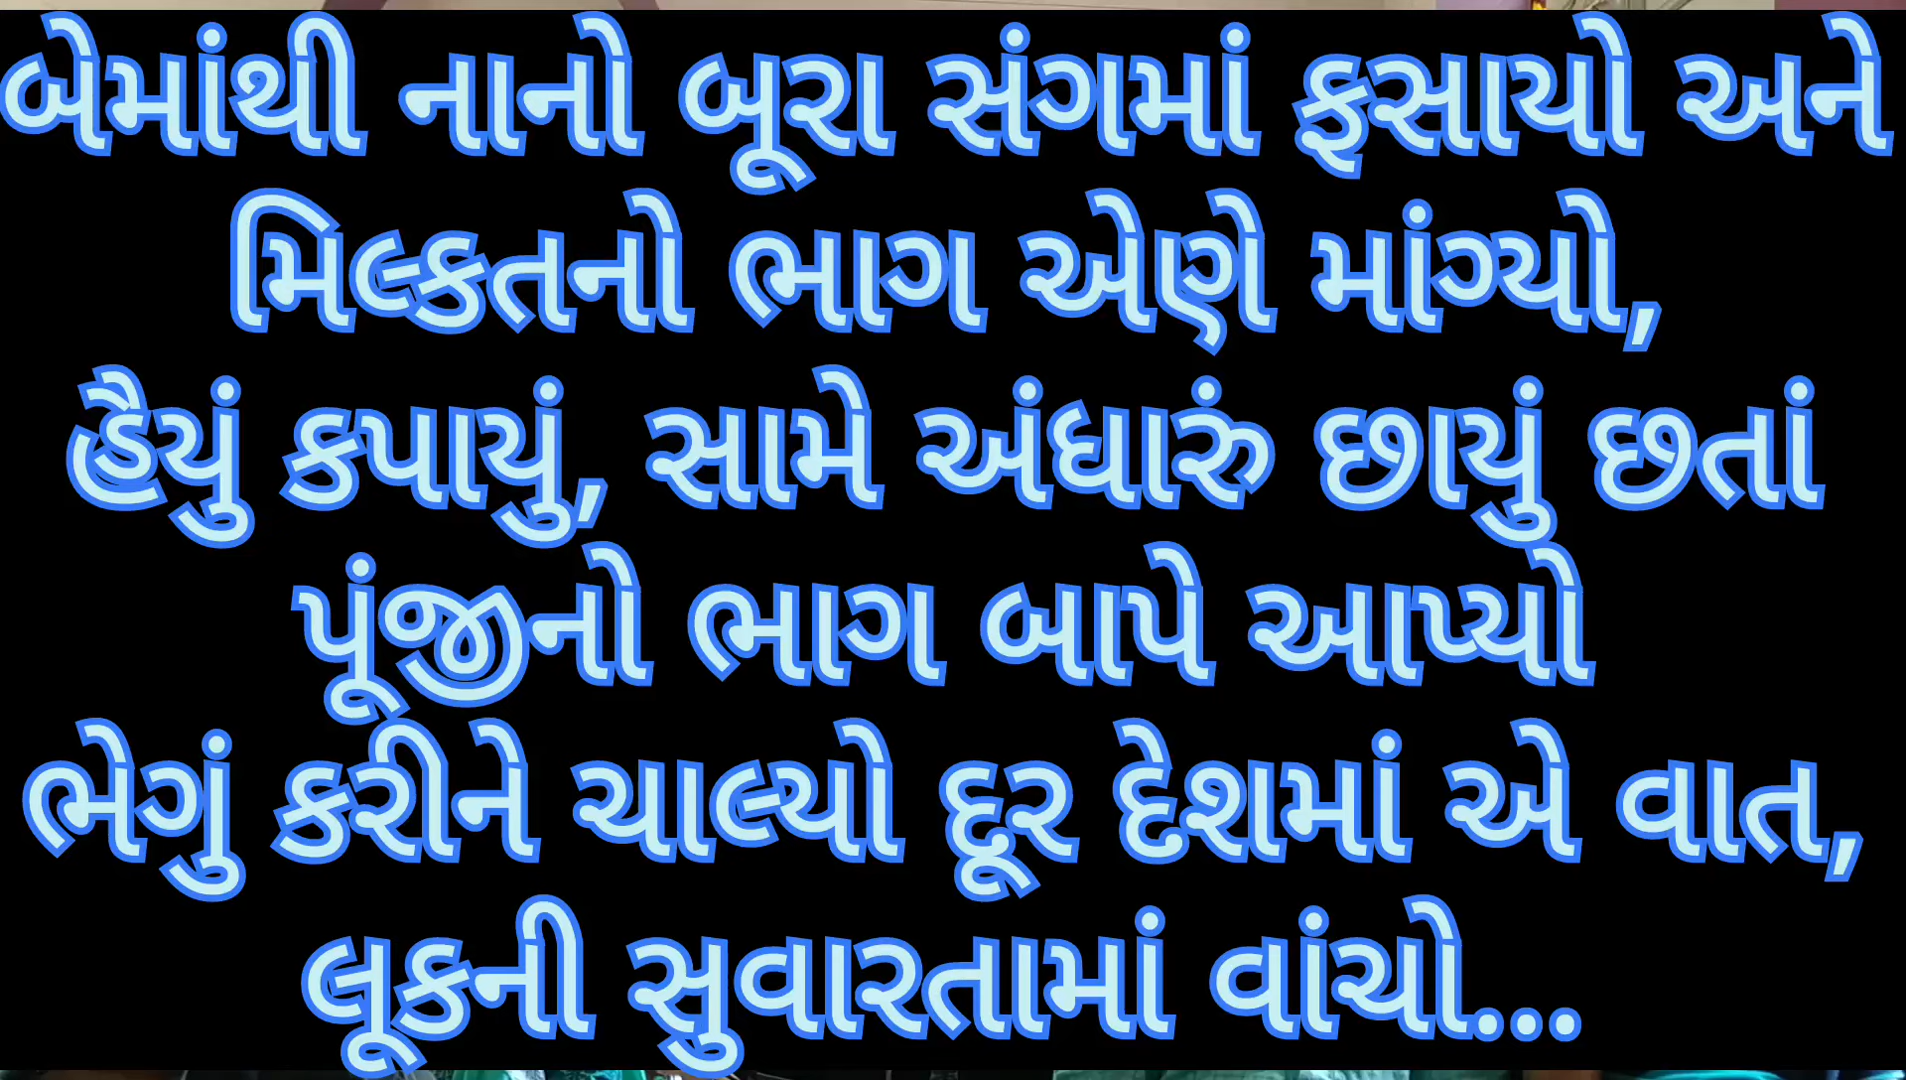 બેમાંથી નાનો બૂરા સંગમાં ફસાયો અને
મિલ્કતનો ભાગ એણે માંગ્યો,
હૈયું કપાયું, સામે અંધારું છાયું છતાં
પૂંજીનો ભાગ બાપે આપ્યો
ભેગું કરીને ચાલ્યો દૂર દેશમાં એ વાત,
લૂકની સુવારતામાં વાંચો...